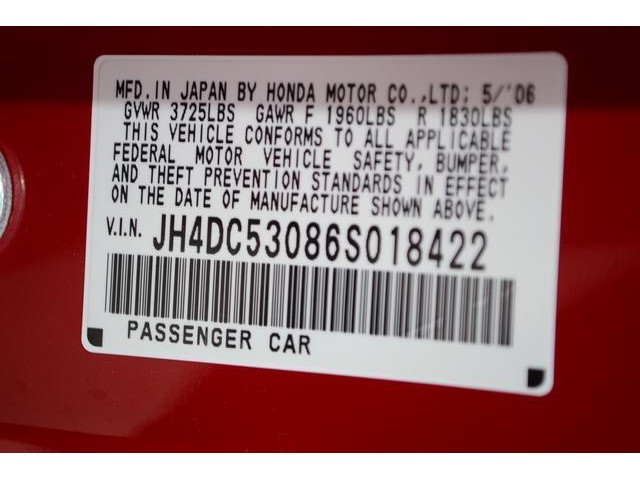 MFD. IN JAPAN BY HONDA MOTOR CO.,LTD; 5/'06
GVWR 3725LBS GAWR F 1960LBS R 1830LBS
THIS VEHICLE CONFORMS TO ALL APPLICABLE
FEDERAL MOTOR VEHICLE SAFETY, BUMPER,
AND THEFT PREVENTION STANDARDS IN EFFECT
ON THE DATE OF MANUFACTURE SHOWN ABOVE.
V.I.N. JH4DC53086S018422
PASSENGER CAR